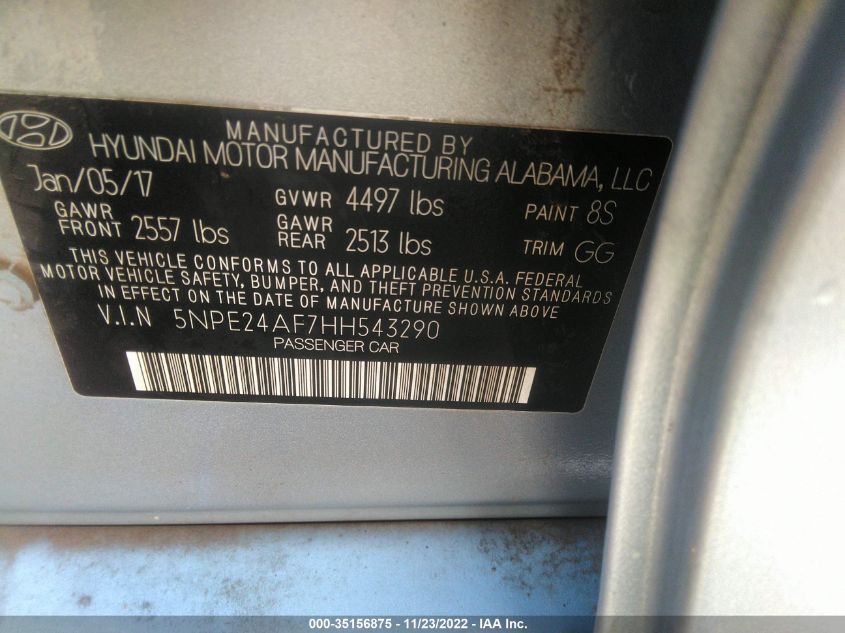 MANUFACTURED BY
HYUNDAI MOTOR MANUFACTURING ALABAMA, LLC
Jan/05/17 GVWR 4497 lbs PAINT 8S
GAWR FRONT 2557 lbs GAWR REAR 2513 lbs TRIM GG
THIS VEHICLE CONFORMS TO ALL APPLICABLE U.S.A. FEDERAL
MOTOR VEHICLE SAFETY, BUMPER, AND THEFT PREVENTION STANDARDS
IN EFFECT ON THE DATE OF MANUFACTURE SHOWN ABOVE.
V.I.N 5NPE24AF7HH543290
PASSENGER CAR
000-35156875 - 11/23/2022 - IAA Inc.